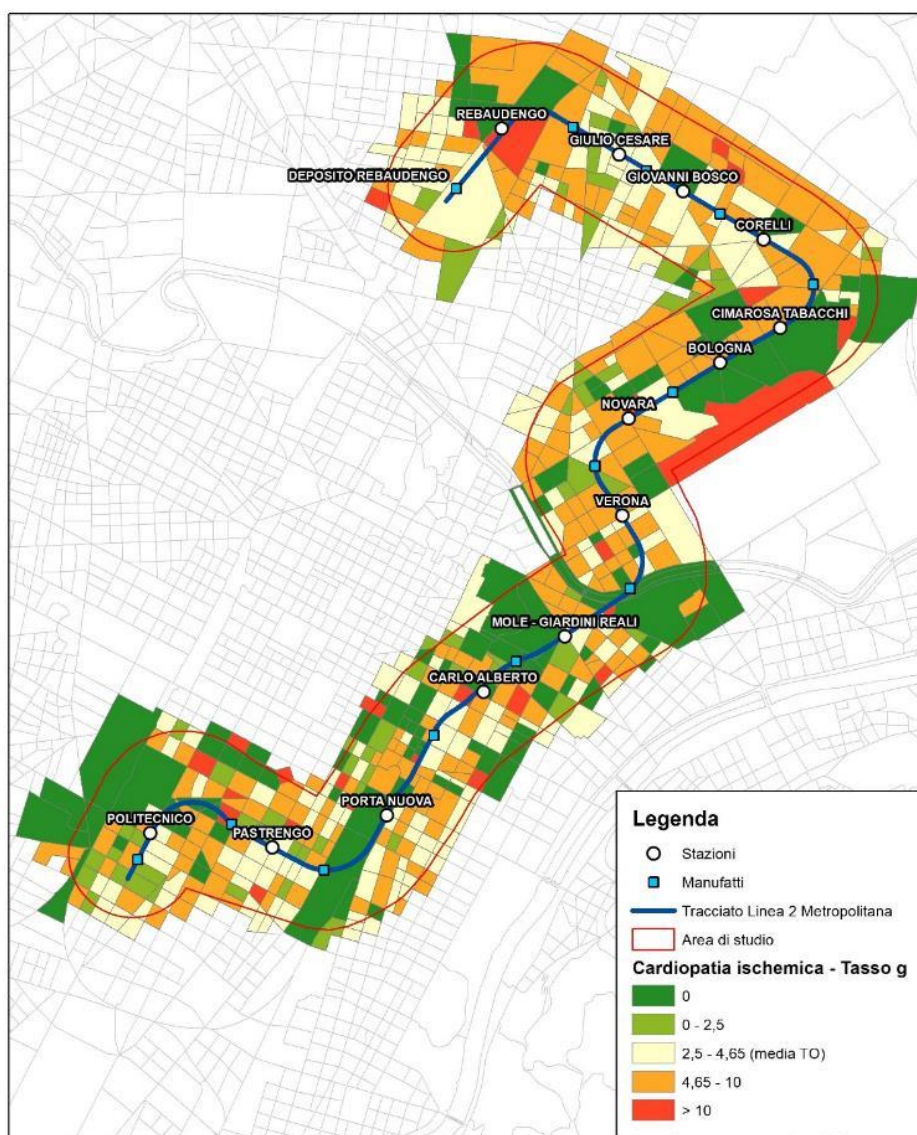 REBAUDENGO
GIULIO CESARE
DEPOSITO REBAUDENGO
GIOVANNI BOSCO
CORELLI
CIMAROSA TABACCHI
BOLOGNA
NOVARA
VERONA
MOLE - GIARDINI REALI
CARLO ALBERTO
PORTA NUOVA
POLITECNICO
PASTRENGO
Legenda
Stazioni
Manufatti
Tracciato Linea 2 Metropolitana
Area di studio
Cardiopatia ischemica - Tasso g
0
0 - 2,5
2,5 - 4,65 (media TO)
4,65 - 10
> 10